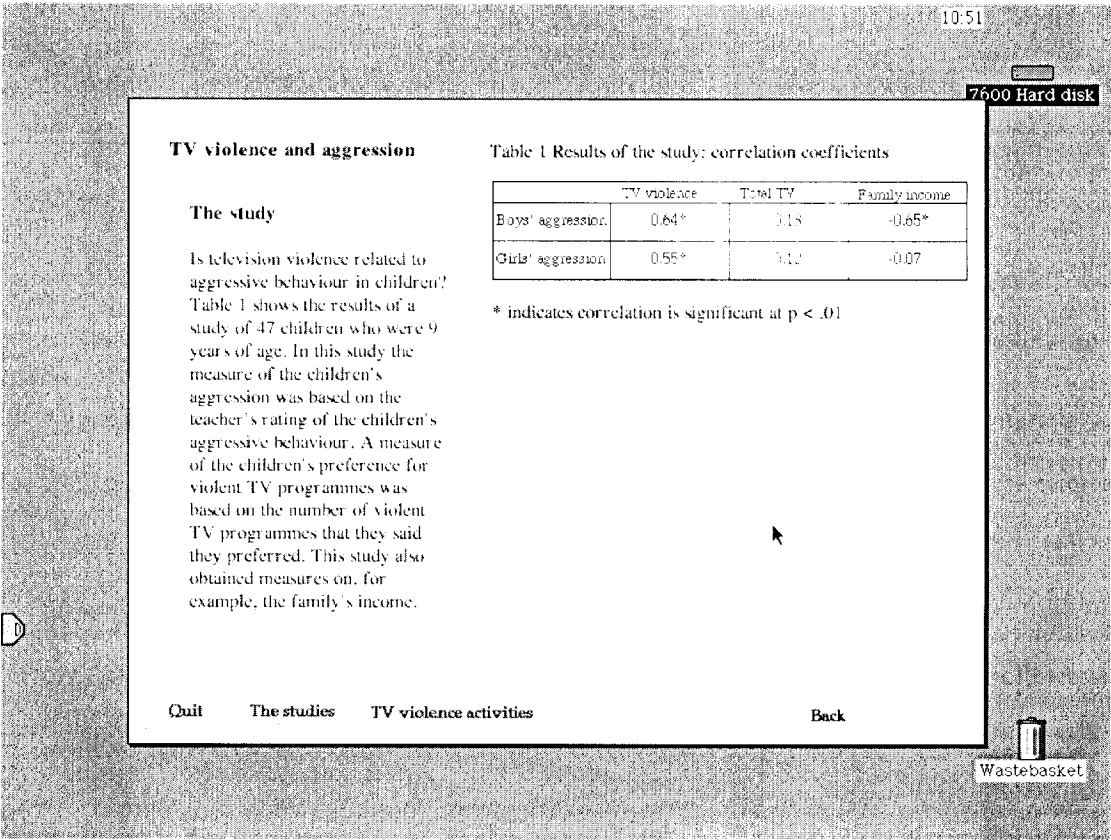 10:51
7600 Hard disk
TV violence and aggression
The study
Is television violence related to
aggressive behaviour in children?
Table 1 shows the results of a
study of 47 children who were 9
years of age. In this study the
measure of the children's
aggression was based on the
teacher's rating of the children's
aggressive behaviour. A measure
of the children's preference for
violent TV programmes was
based on the number of violent
TV programmes that they said
they preferred. This study also
obtained measures on, for
example, the family's income.
Table 1 Results of the study: correlation coefficients
TV violence Total TV Family income
Boys' aggression 0.64* -0.65*
Girls' aggression 0.55* -0.07
* indicates correlation is significant at p < .01
Quit The studies TV violence activities Back
Wastebasket